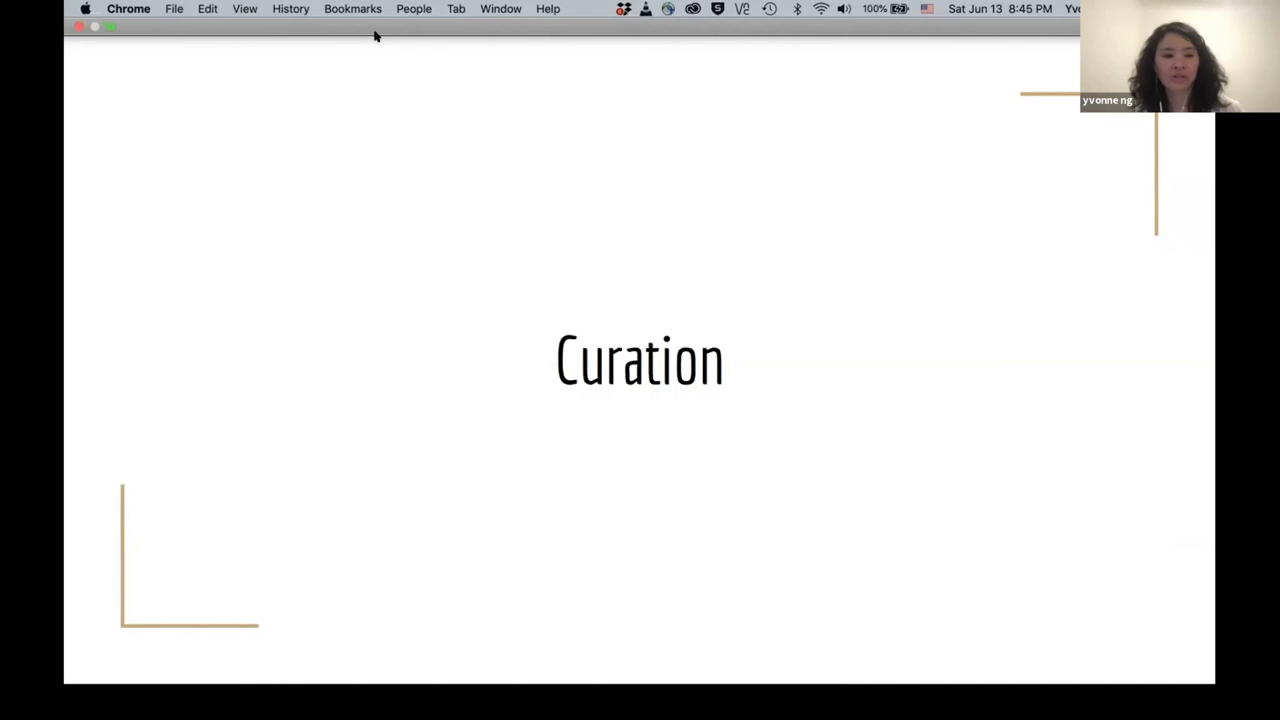 Chrome File Edit View History Bookmarks People Tab Window Help 100% Sat Jun 13 8:45 PM Yv
yvonne ng
Curation